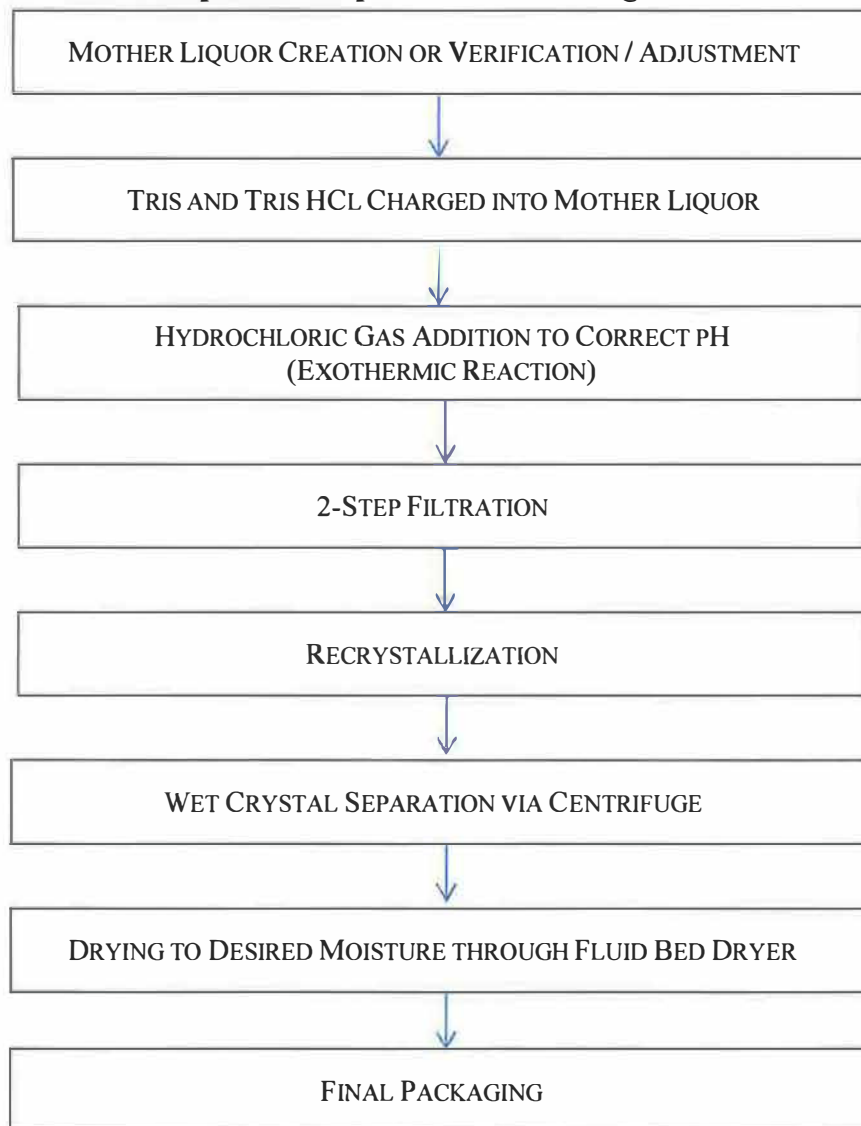 MOTHER LIQUOR CREATION OR VERIFICATION / ADJUSTMENT
TRIS AND TRIS HCL CHARGED INTO MOTHER LIQUOR
HYDROCHLORIC GAS ADDITION TO CORRECT PH
(EXOTHERMIC REACTION)
2-STEP FILTRATION
RECRYSTALLIZATION
WET CRYSTAL SEPARATION VIA CENTRIFUGE
DRYING TO DESIRED MOISTURE THROUGH FLUID BED DRYER
FINAL PACKAGING